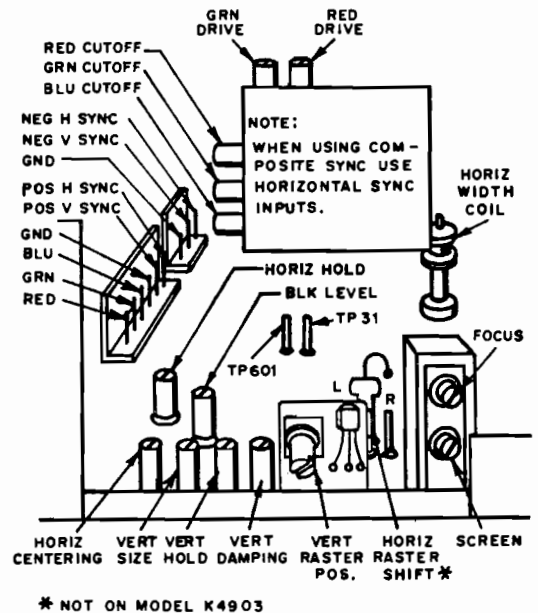 GRN
DRIVE
RED
DRIVE
RED CUTOFF
GRN CUTOFF
BLU CUTOFF
NEG H SYNC
NEG V SYNC
GND
POS H SYNC
POS V SYNC
GND
BLU
GRN
RED
NOTE:
WHEN USING COM-
POSITE SYNC USE
HORIZONTAL SYNC
INPUTS.
HORIZ
WIDTH
COIL
HORIZ HOLD
BLK LEVEL
TP31
TP601
L
R
FOCUS
HORIZ
CENTERING
VERT
SIZE
VERT
HOLD
VERT
DAMPING
VERT
RASTER
POS.
HORIZ
RASTER
SHIFT*
SCREEN
* NOT ON MODEL K4903